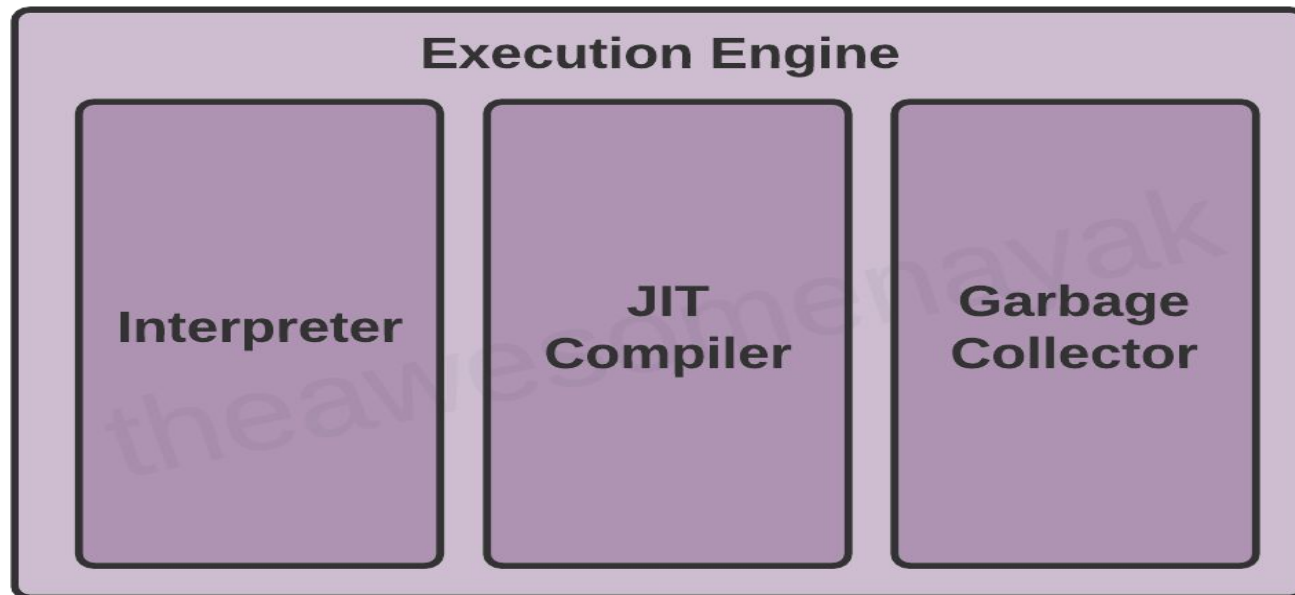 Execution Engine
Interpreter
JIT
Compiler
Garbage
Collector
theawesomenayak